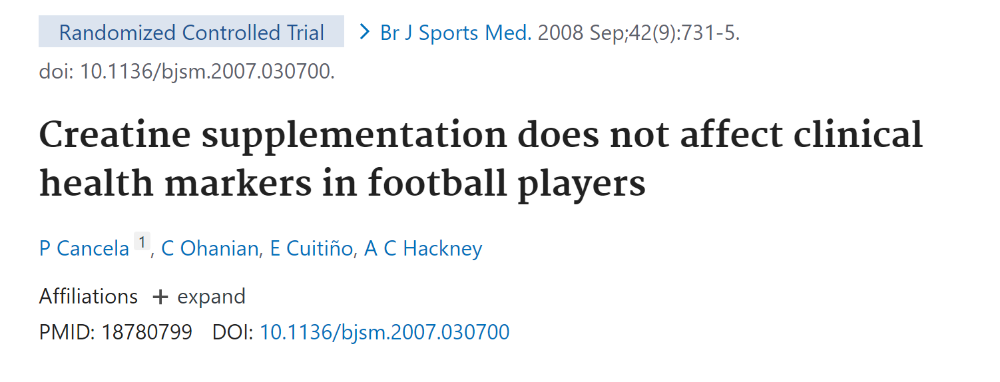 Randomized Controlled Trial > Br J Sports Med. 2008 Sep;42(9):731-5.
doi: 10.1136/bjsm.2007.030700.
Creatine supplementation does not affect clinical
health markers in football players
P Cancela 1, C Ohanian, E Cuitiño, A C Hackney
Affiliations + expand
PMID: 18780799 DOI: 10.1136/bjsm.2007.030700